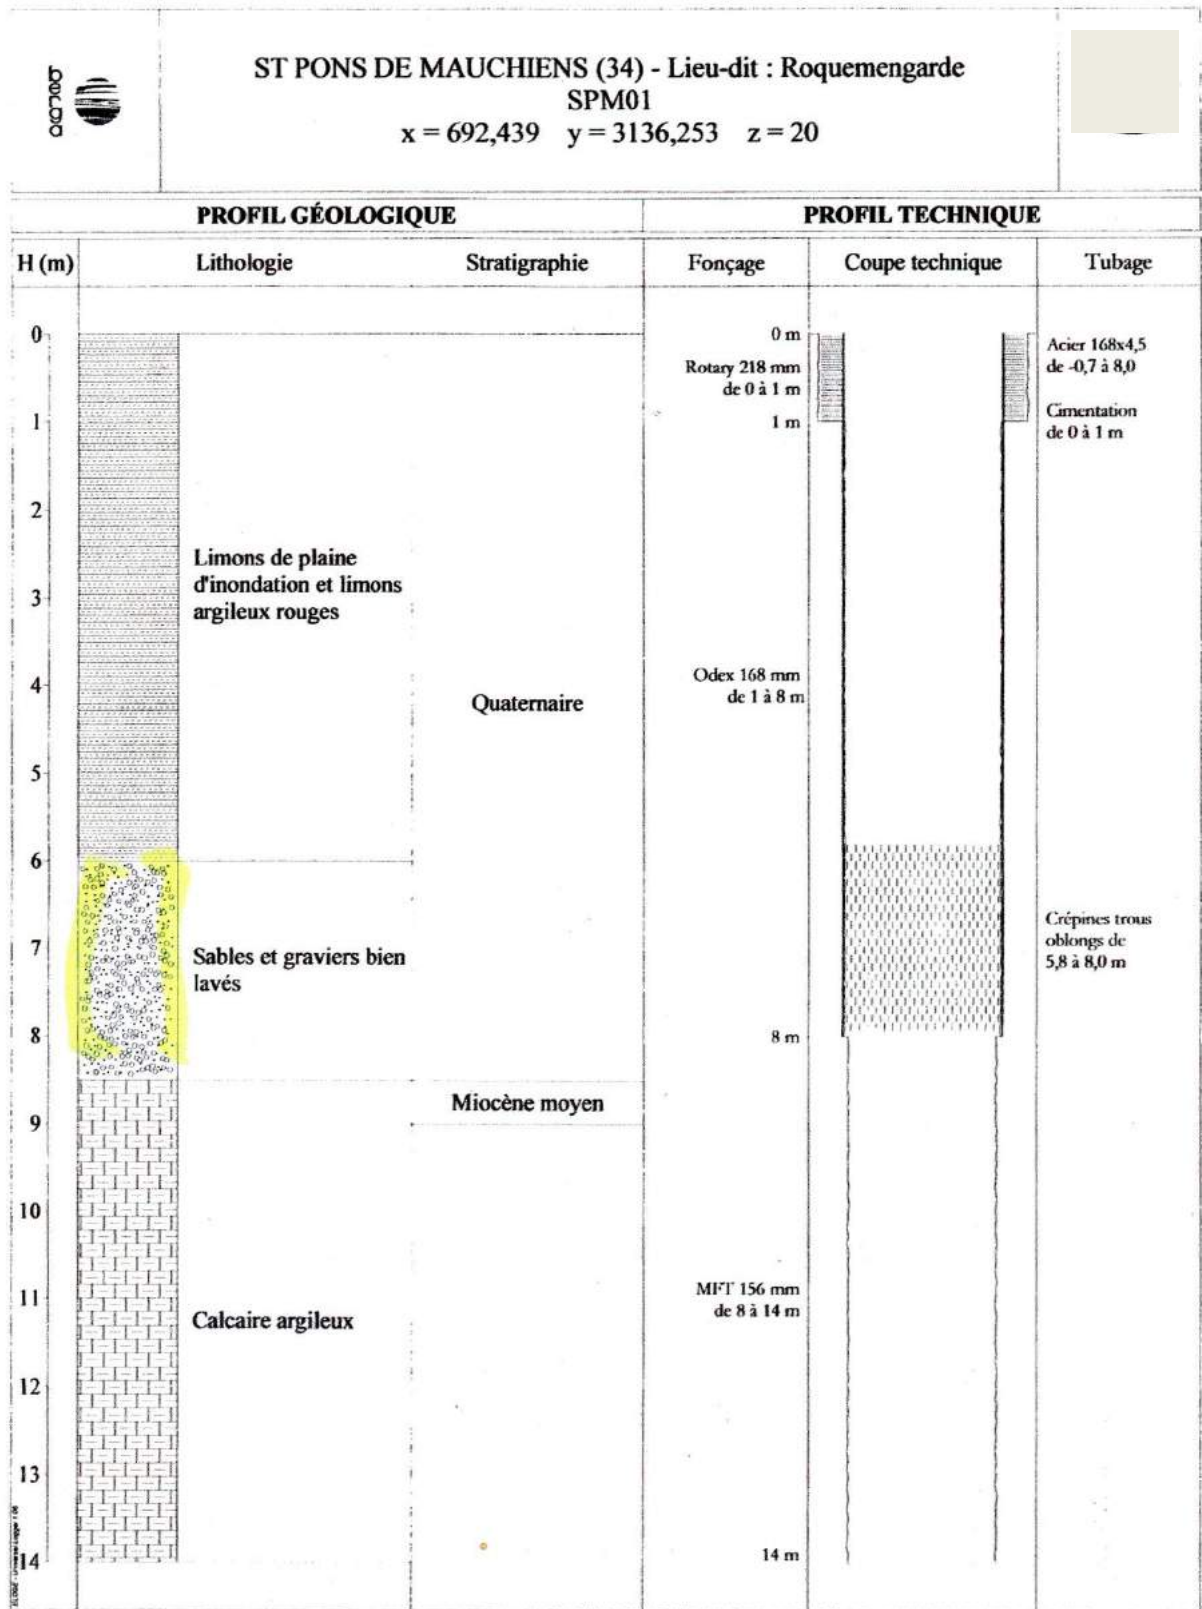 berga
ST PONS DE MAUCHIENS (34) - Lieu-dit : Roquemengarde
SPM01
x = 692,439 y = 3136,253 z = 20
PROFIL GÉOLOGIQUE
PROFIL TECHNIQUE
H (m)
Lithologie
Stratigraphie
Fonçage
Coupe technique
Tubage
0
1
2
3
4
5
6
7
8
9
10
11
12
13
14
Limons de plaine
d'inondation et limons
argileux rouges
Sables et graviers bien
lavés
Calcaire argileux
Quaternaire
Miocène moyen
0 m
Rotary 218 mm
de 0 à 1 m
1 m
Odex 168 mm
de 1 à 8 m
8 m
MFT 156 mm
de 8 à 14 m
14 m
Acier 168x4,5
de -0,7 à 8,0
Cimentation
de 0 à 1 m
Crépines trous
oblongs de
5,8 à 8,0 m